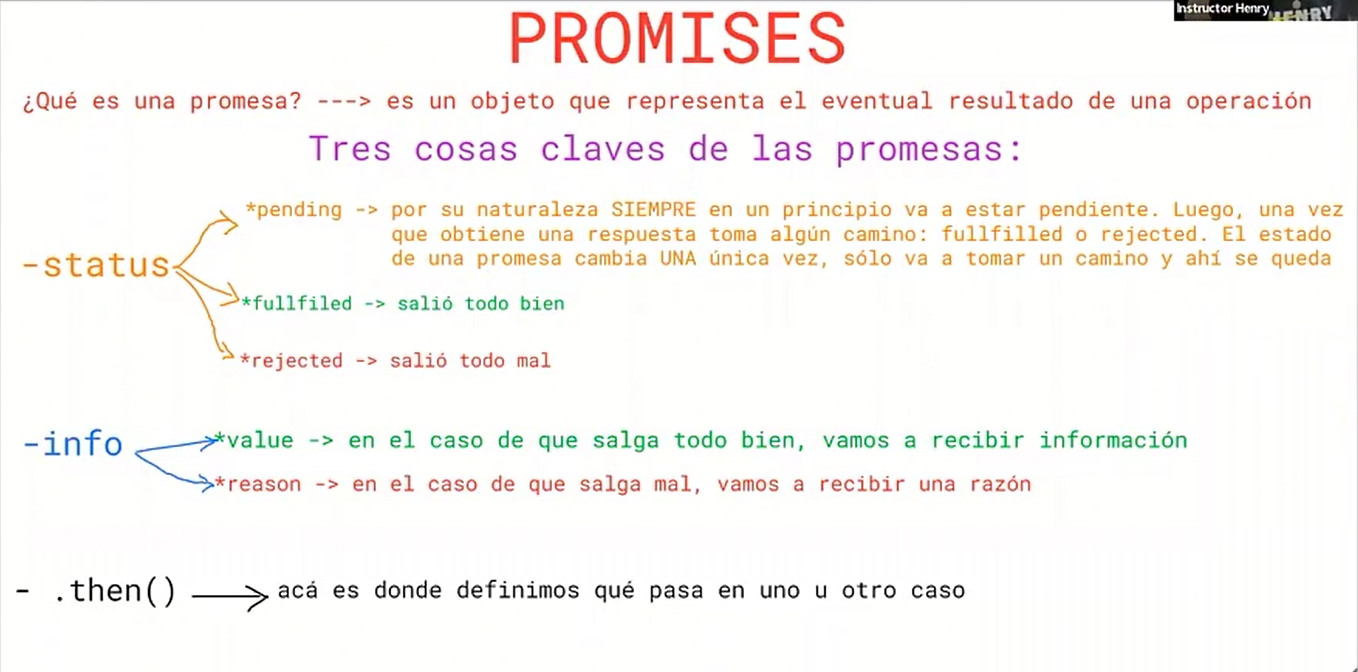 Instructor Henry
HENRY
PROMISES
¿Qué es una promesa? ---> es un objeto que representa el eventual resultado de una operación
Tres cosas claves de las promesas:
-status
*pending -> por su naturaleza SIEMPRE en un principio va a estar pendiente. Luego, una vez
que obtiene una respuesta toma algún camino: fullfilled o rejected. El estado
de una promesa cambia UNA única vez, sólo va a tomar un camino y ahí se queda
*fullfiled -> salió todo bien
*rejected -> salió todo mal
-info
*value -> en el caso de que salga todo bien, vamos a recibir información
*reason -> en el caso de que salga mal, vamos a recibir una razón
- .then() acá es donde definimos qué pasa en uno u otro caso